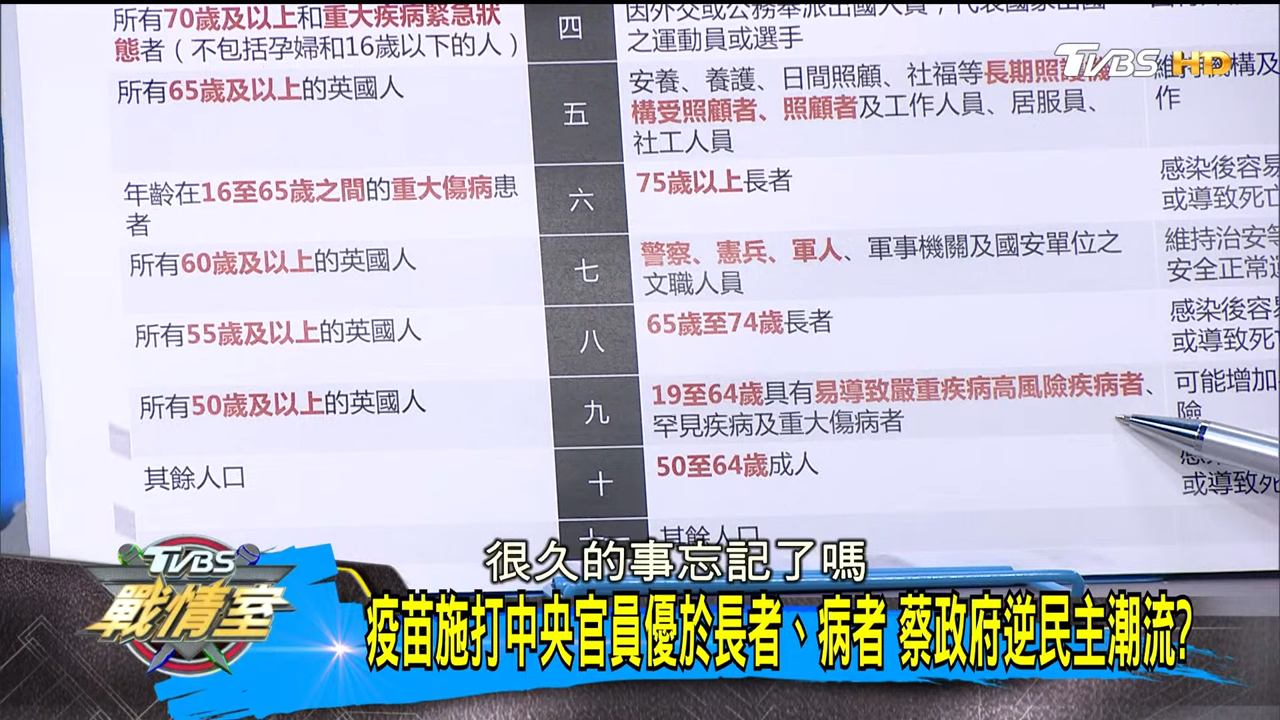 所有70歲及以上和重大疾病緊急狀
態者（不包括孕婦和16歲以下的人）
四
因外交或公務奉派出國人員，代表國家出國
之運動員或選手
TVBS HD
所有65歲及以上的英國人
五
安養、養護、日間照顧、社福等長期照護機
構受照顧者、照顧者及工作人員、居服員、
社工人員
維持機構及
作
年齡在16至65歲之間的重大傷病患
者
六
75歲以上長者
感染後容易
或導致死亡
所有60歲及以上的英國人
七
警察、憲兵、軍人、軍事機關及國安單位之
文職人員
維持治安等
安全正常運
所有55歲及以上的英國人
八
65歲至74歲長者
感染後容易
或導致死
所有50歲及以上的英國人
九
19至64歲具有易導致嚴重疾病高風險疾病者、
罕見疾病及重大傷病者
可能增加
險
其餘人口
十
50至64歲成人
感染
或導致死
十一
其餘人口
很久的事忘記了嗎
TVBS
戰情室
疫苗施打中央官員優於長者、病者 蔡政府逆民主潮流?